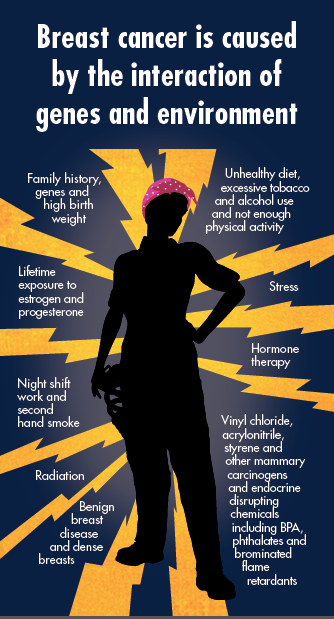 Breast cancer is caused
by the interaction of
genes and environment
Family history,
genes and
high birth
weight
Unhealthy diet,
excessive tobacco
and alcohol use
and not enough
physical activity
Lifetime
exposure to
estrogen and
progesterone
Stress
Hormone
therapy
Night shift
work and
second
hand smoke
Vinyl chloride,
acrylonitrile,
styrene and
other mammary
carcinogens
and endocrine
disrupting
chemicals
including BPA,
phthalates and
brominated
flame
retardants
Radiation
Benign
breast
disease
and dense
breasts